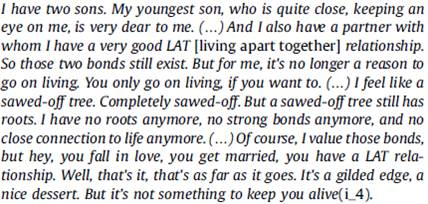 I have two sons. My youngest son, who is quite close, keeping an
eye on me, is very dear to me. (…) And I also have a partner with
whom I have a very good LAT [living apart together] relationship.
So those two bonds still exist. But for me, it's no longer a reason to
go on living. You only go on living, if you want to. (…) I feel like a
sawed-off tree. Completely sawed-off. But a sawed-off tree still has
roots. I have no roots anymore, no strong bonds anymore, and no
close connection to life anymore. (…) Of course, I value those bonds,
but hey, you fall in love, you get married, you have a LAT rela-
tionship. Well, that's it, that's as far as it goes. It's a gilded edge, a
nice dessert. But it's not something to keep you alive(i_4).